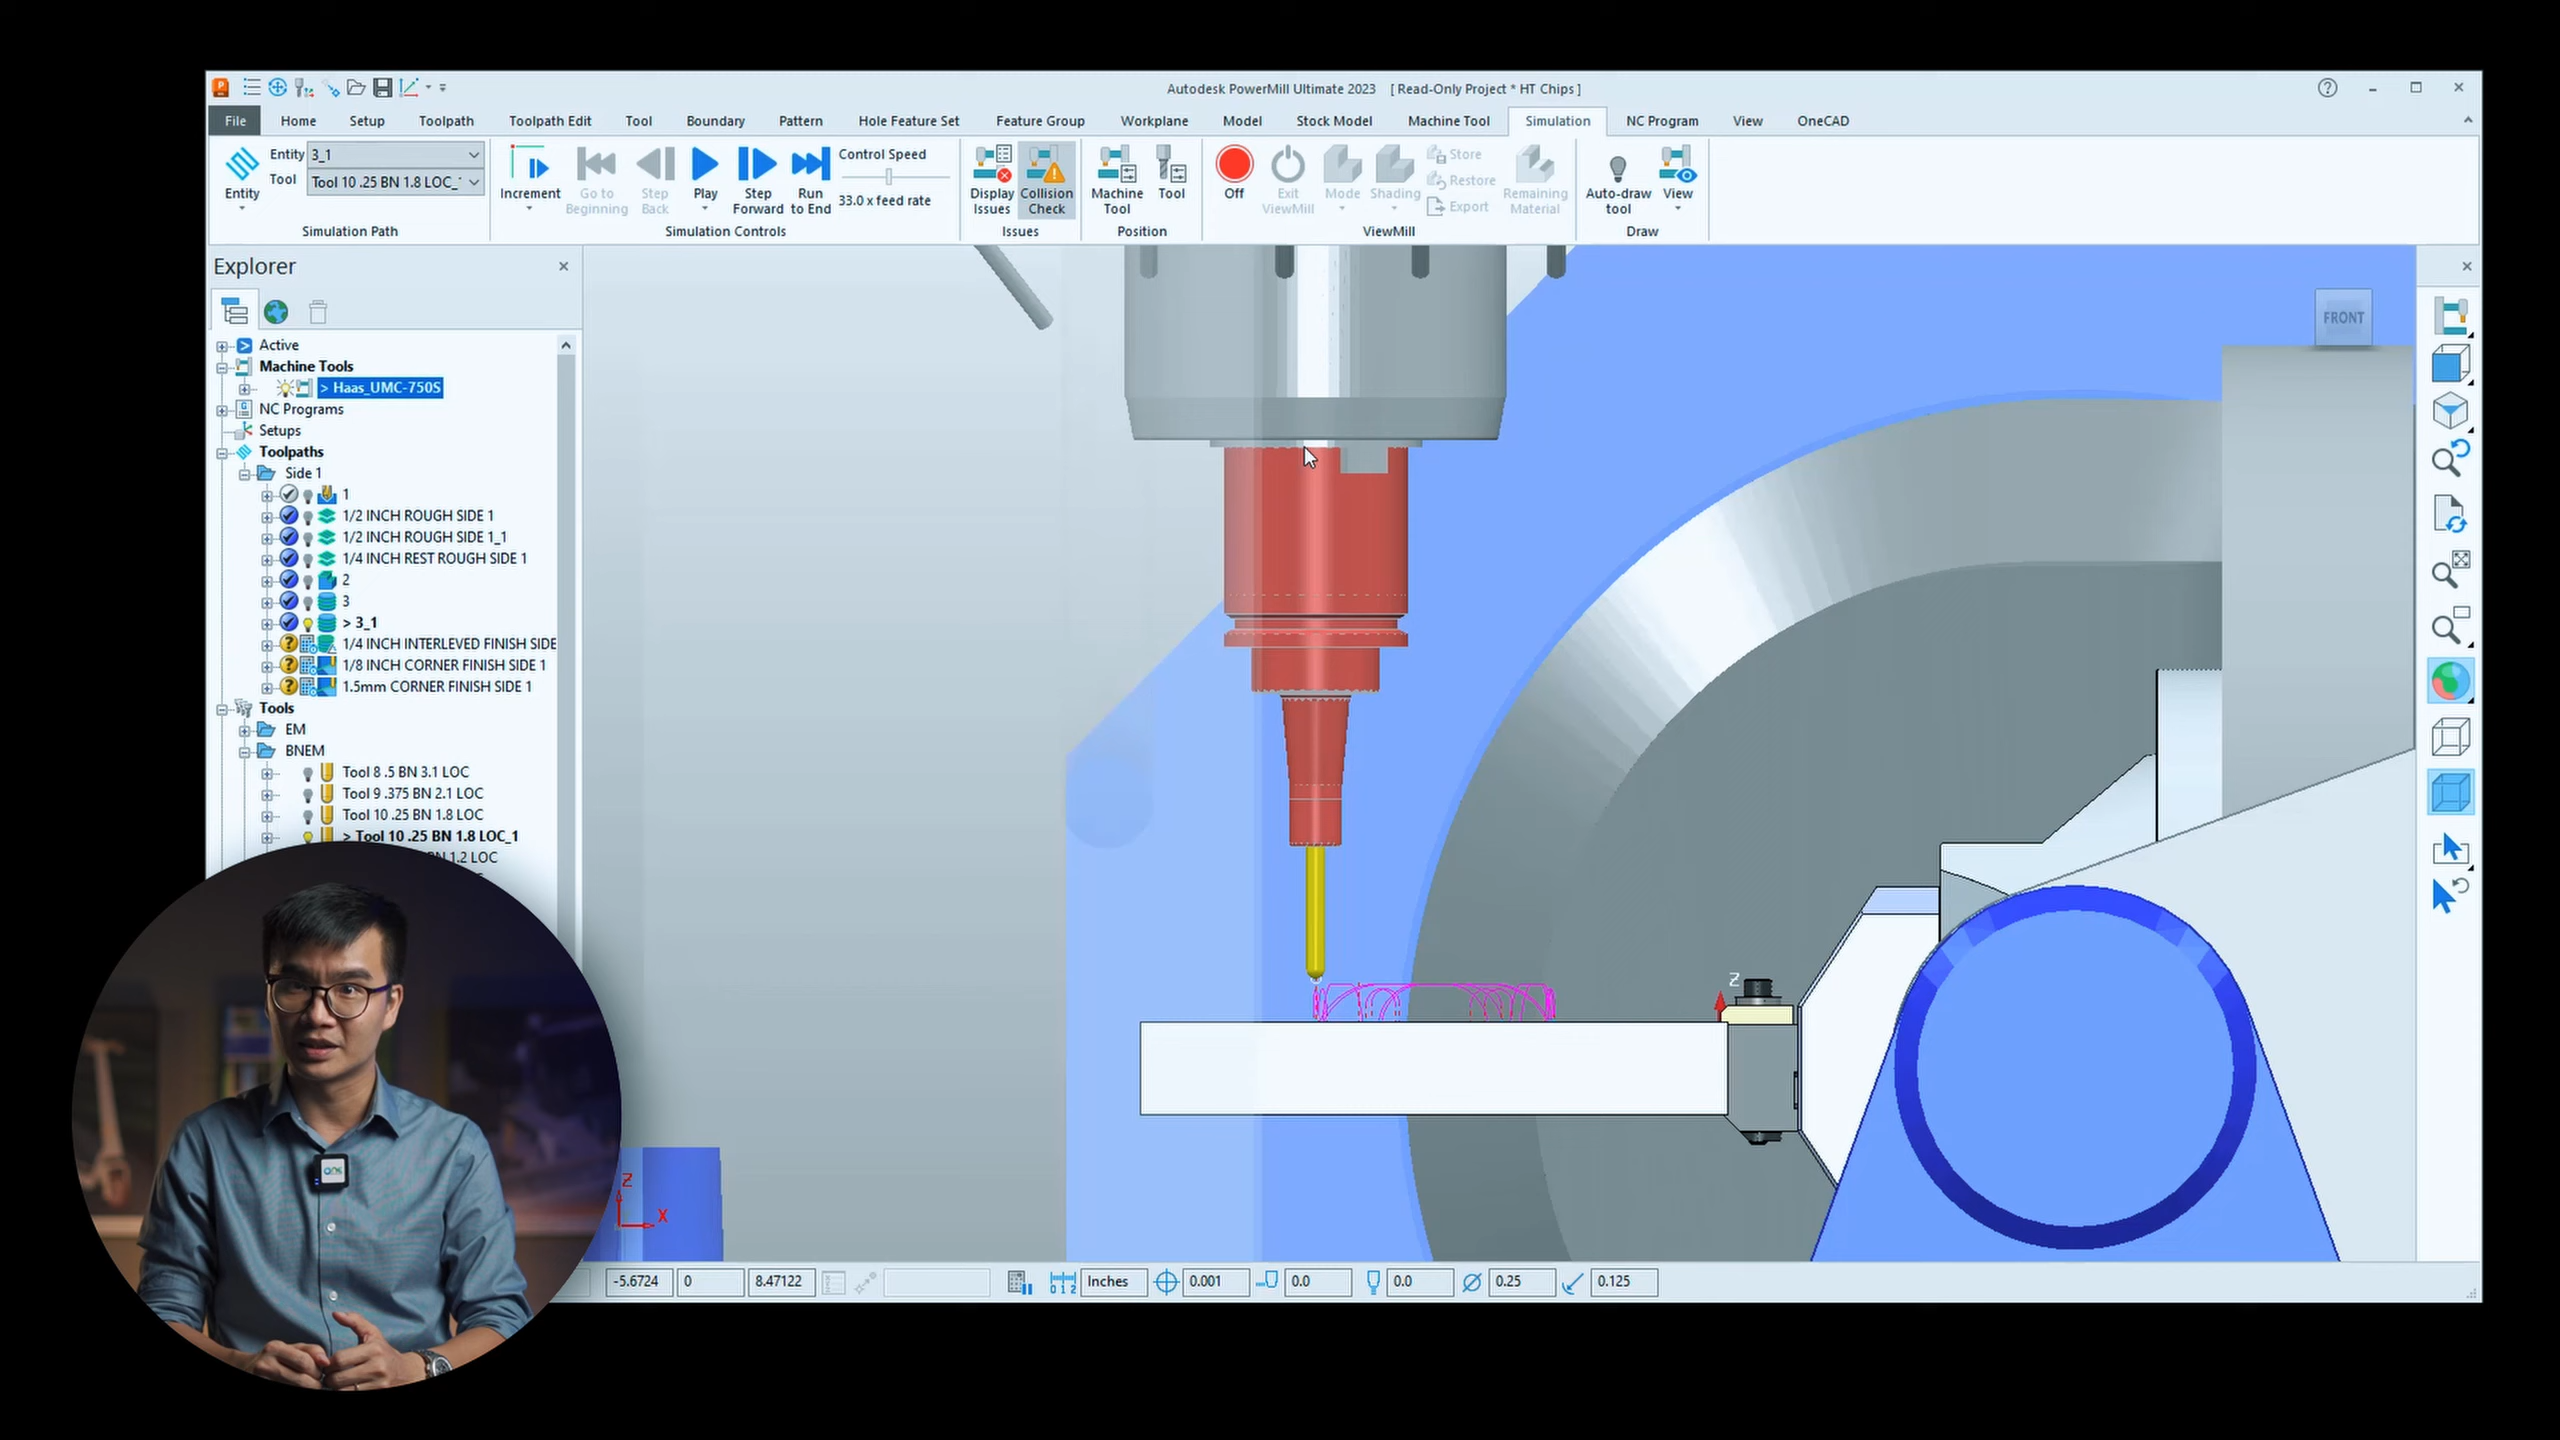 Autodesk PowerMill Ultimate 2023 [ Read-Only Project * HT Chips ]
File Home Setup Toolpath Toolpath Edit Tool Boundary Pattern Hole Feature Set Feature Group Workplane Model Stock Model Machine Tool Simulation NC Program View OneCAD
Entity
Entity 3_1
Tool Tool 10 .25 BN 1.8 LOC_
Simulation Path
Increment
Go to Beginning
Step Back
Play
Step Forward
Run to End
Control Speed
33.0 x feed rate
Simulation Controls
Display Issues
Collision Check
Issues
Machine Tool
Tool
Position
Off
Exit ViewMill
Mode
Shading
Store
Restore
Export
Remaining Material
ViewMill
Auto-draw tool
View
Draw
Explorer
Active
Machine Tools
> Haas_UMC-750S
NC Programs
Setups
Toolpaths
Side 1
1
1/2 INCH ROUGH SIDE 1
1/2 INCH ROUGH SIDE 1_1
1/4 INCH REST ROUGH SIDE 1
2
3
> 3_1
1/4 INCH INTERLEVED FINISH SIDE
1/8 INCH CORNER FINISH SIDE 1
1.5mm CORNER FINISH SIDE 1
Tools
EM
BNEM
Tool 8 .5 BN 3.1 LOC
Tool 9 .375 BN 2.1 LOC
Tool 10 .25 BN 1.8 LOC
> Tool 10 .25 BN 1.8 LOC_1
1.2 LOC
FRONT
Z
Z
X
-5.6724 0 8.47122 Inches 0.001 0.0 0.0 0.25 0.125